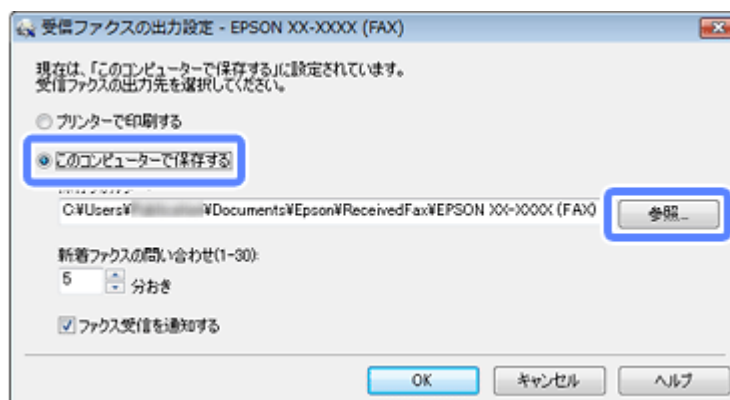 受信ファクスの出力設定 - EPSON XX-XXXX (FAX)
現在は、「このコンピューターで保存する」に設定されています。
受信ファクスの出力先を選択してください。
プリンターで印刷する
このコンピューターで保存する
C:¥Users¥ ¥Documents¥Epson¥ReceivedFax¥EPSON XX-XXXX (FAX)
参照...
新着ファクスの問い合わせ(1-30):
5 分おき
ファクス受信を通知する
OK キャンセル ヘルプ